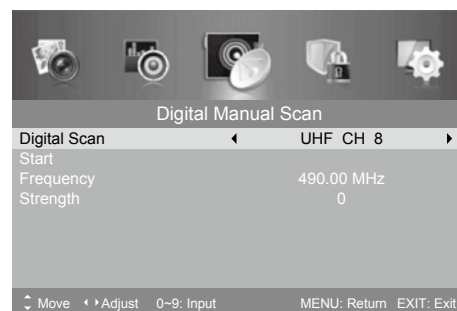 Digital Manual Scan
Digital Scan UHF CH 8
Start
Frequency 490.00 MHz
Strength 0
Move Adjust 0~9: Input MENU: Return EXIT: Exit